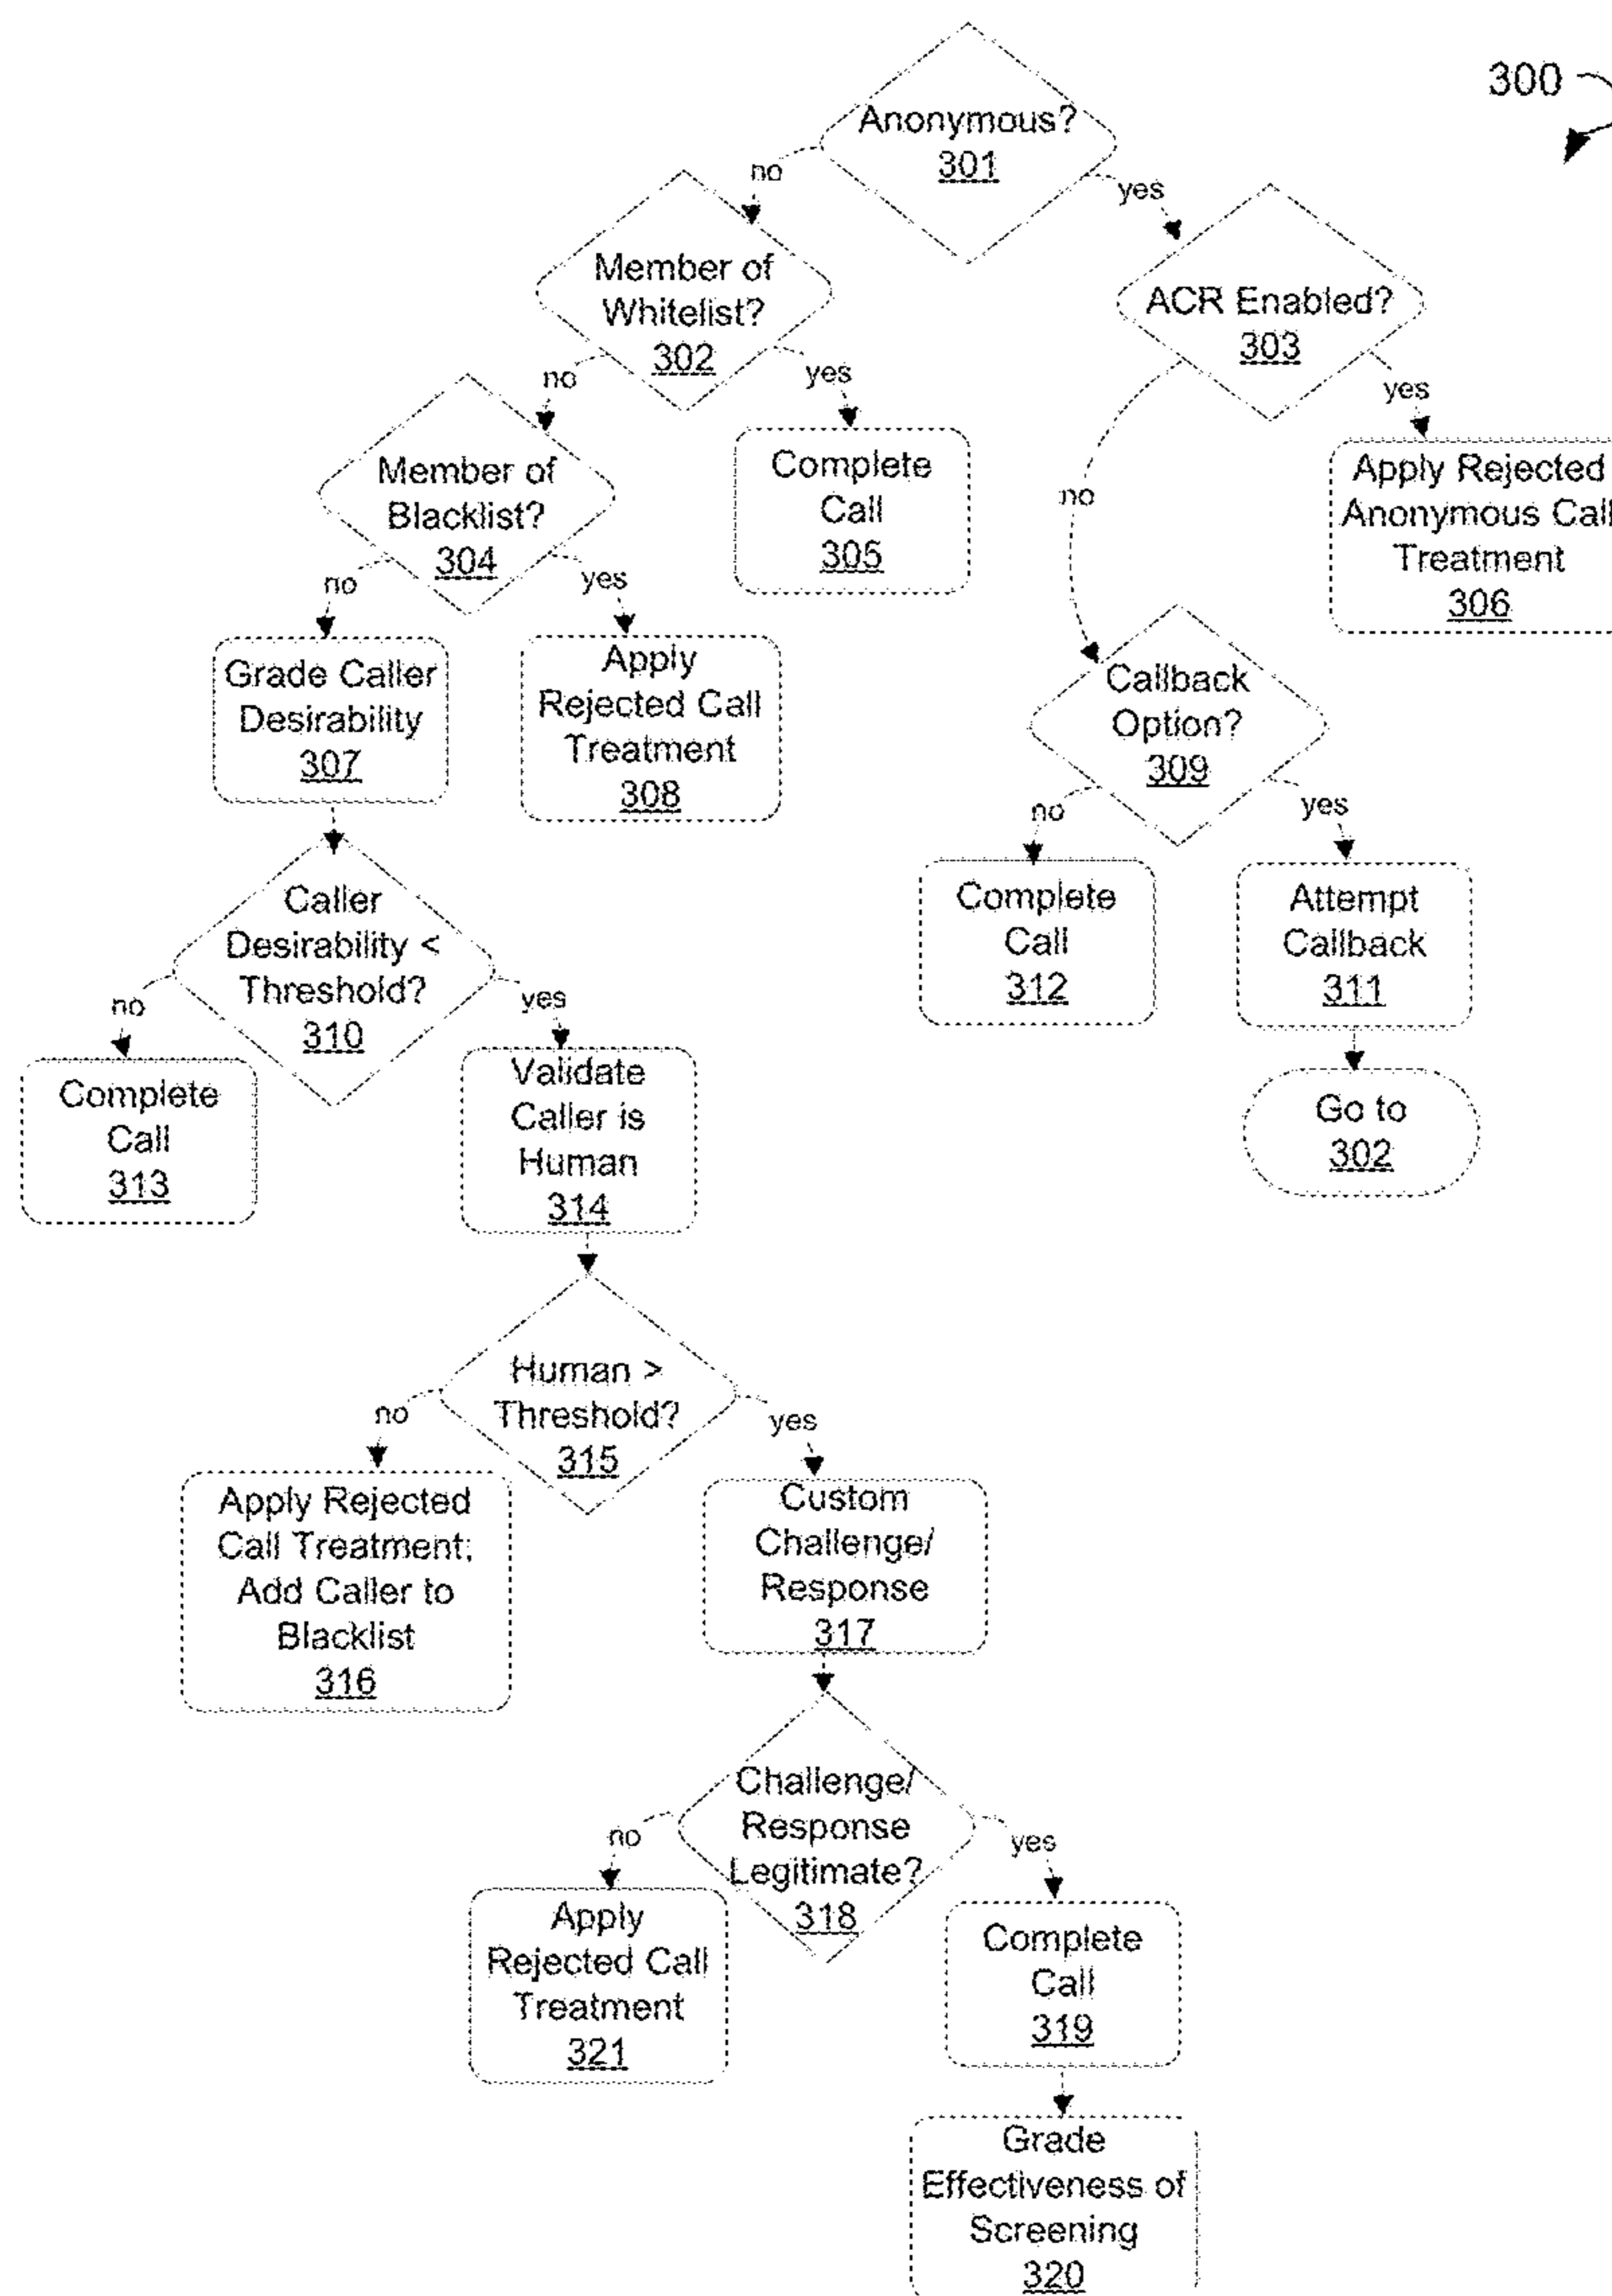 300
Anonymous?
301
no
yes
Member of
Whitelist?
302
ACR Enabled?
303
no
yes
no
yes
Member of
Blacklist?
304
Complete
Call
305
Apply Rejected
Anonymous Call
Treatment
306
no
yes
Grade Caller
Desirability
307
Apply
Rejected Call
Treatment
308
Callback
Option?
309
no
yes
Caller
Desirability <
Threshold?
310
Complete
Call
312
Attempt
Callback
311
no
yes
Complete
Call
313
Validate
Caller is
Human
314
Go to
302
Human >
Threshold?
315
no
yes
Apply Rejected
Call Treatment;
Add Caller to
Blacklist
316
Custom
Challenge/
Response
317
Challenge/
Response
Legitimate?
318
no
yes
Apply
Rejected Call
Treatment
321
Complete
Call
319
Grade
Effectiveness of
Screening
320